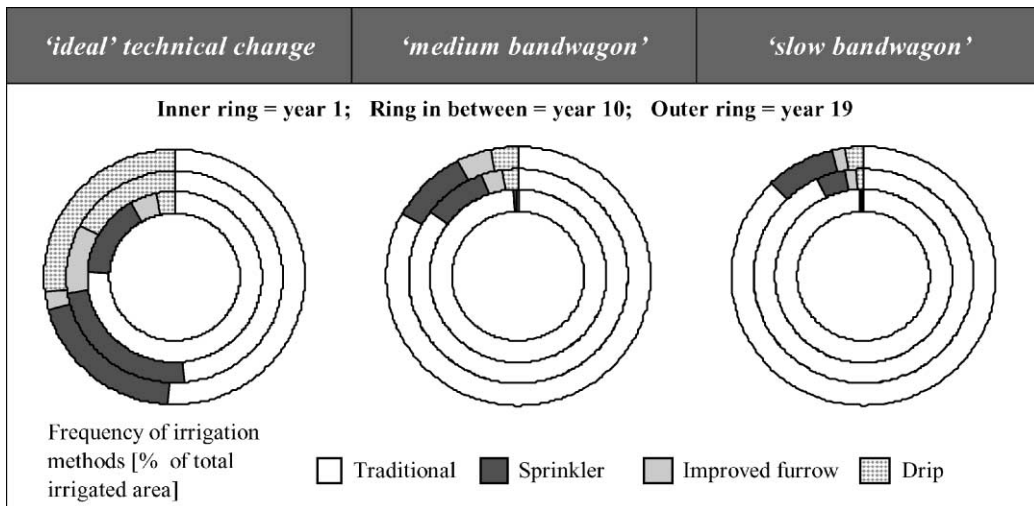 ‘ideal’ technical change
‘medium bandwagon’
‘slow bandwagon’
Inner ring = year 1; Ring in between = year 10; Outer ring = year 19
Frequency of irrigation
methods [% of total
irrigated area]
Traditional
Sprinkler
Improved furrow
Drip